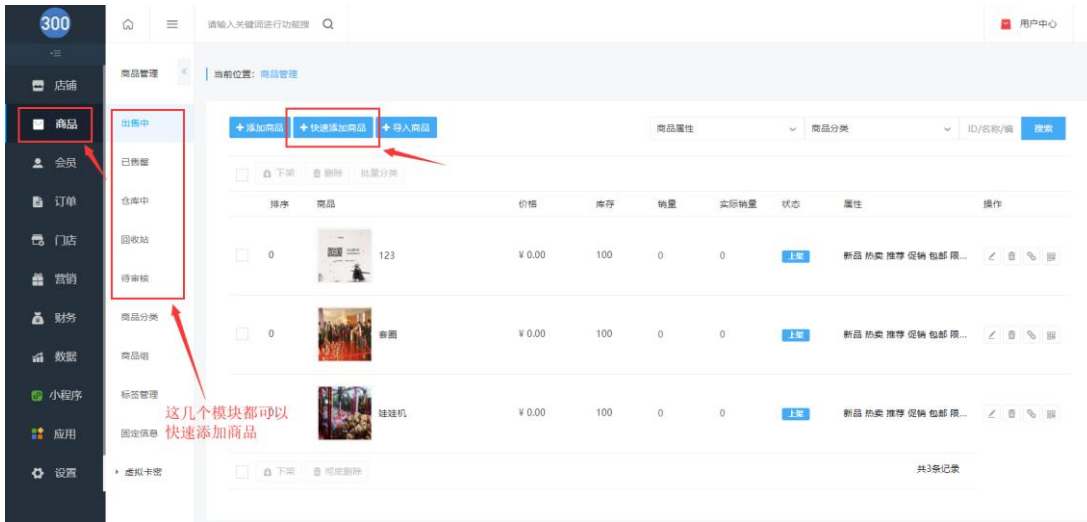 300
请输入关键词进行功能搜
用户中心
店铺
商品
会员
订单
门店
营销
财务
数据
小程序
应用
设置
商品管理
出售中
已售罄
仓库中
回收站
待审核
商品分类
商品组
标签管理
固定信息
虚拟卡密
当前位置：商品管理
+添加商品 +快速添加商品 +导入商品
商品属性 商品分类 ID/名称/编 搜索
下架 删除 批量分类
排序 商品 价格 库存 销量 实际销量 状态 属性 操作
0 123 ¥ 0.00 100 0 0 上架 新品 热卖 推荐 促销 包邮 限...
0 套圈 ¥ 0.00 100 0 0 上架 新品 热卖 推荐 促销 包邮 限...
0 娃娃机 ¥ 0.00 100 0 0 上架 新品 热卖 推荐 促销 包邮 限...
下架 彻底删除
共3条记录
这几个模块都可以
快速添加商品